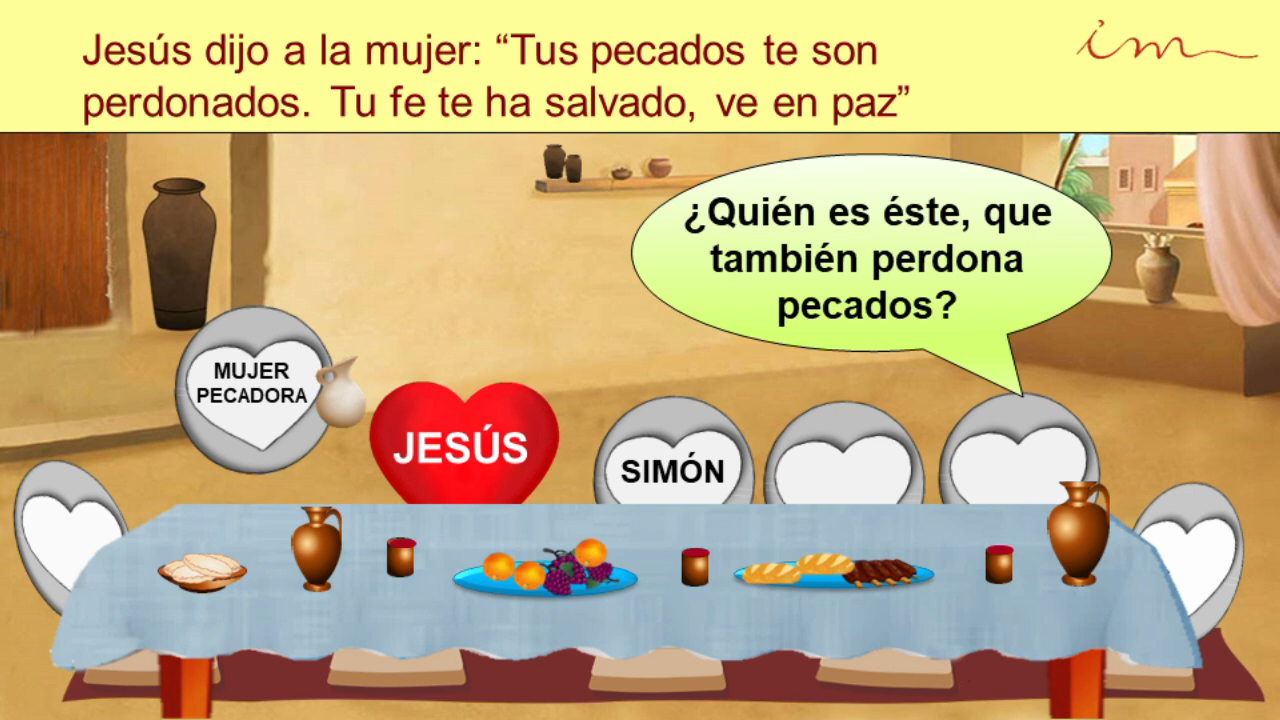 Jesús dijo a la mujer: “Tus pecados te son
perdonados. Tu fe te ha salvado, ve en paz”
im
¿Quién es éste, que
también perdona
pecados?
MUJER
PECADORA
JESÚS
SIMÓN